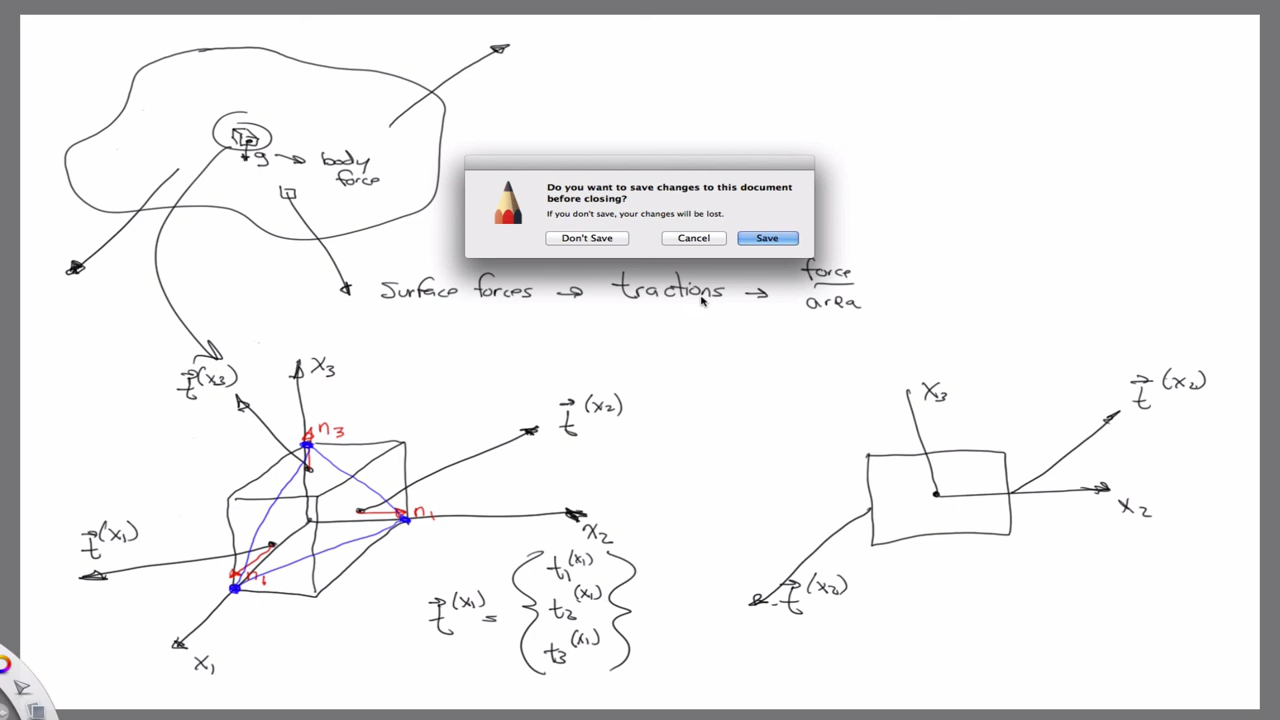 g → body
force
Do you want to save changes to this document
before closing?
If you don't save, your changes will be lost.
Don't Save
Cancel
Save
Surface forces → tractions → force
area
t⃗^(x3)
x3
n3
t⃗^(x2)
n1
x2
t⃗^(x1)
n1
x1
t⃗^(x1) = { t1^(x1)
t2^(x1)
t3^(x1) }
x3
t⃗^(x2)
x2
-t⃗^(x2)